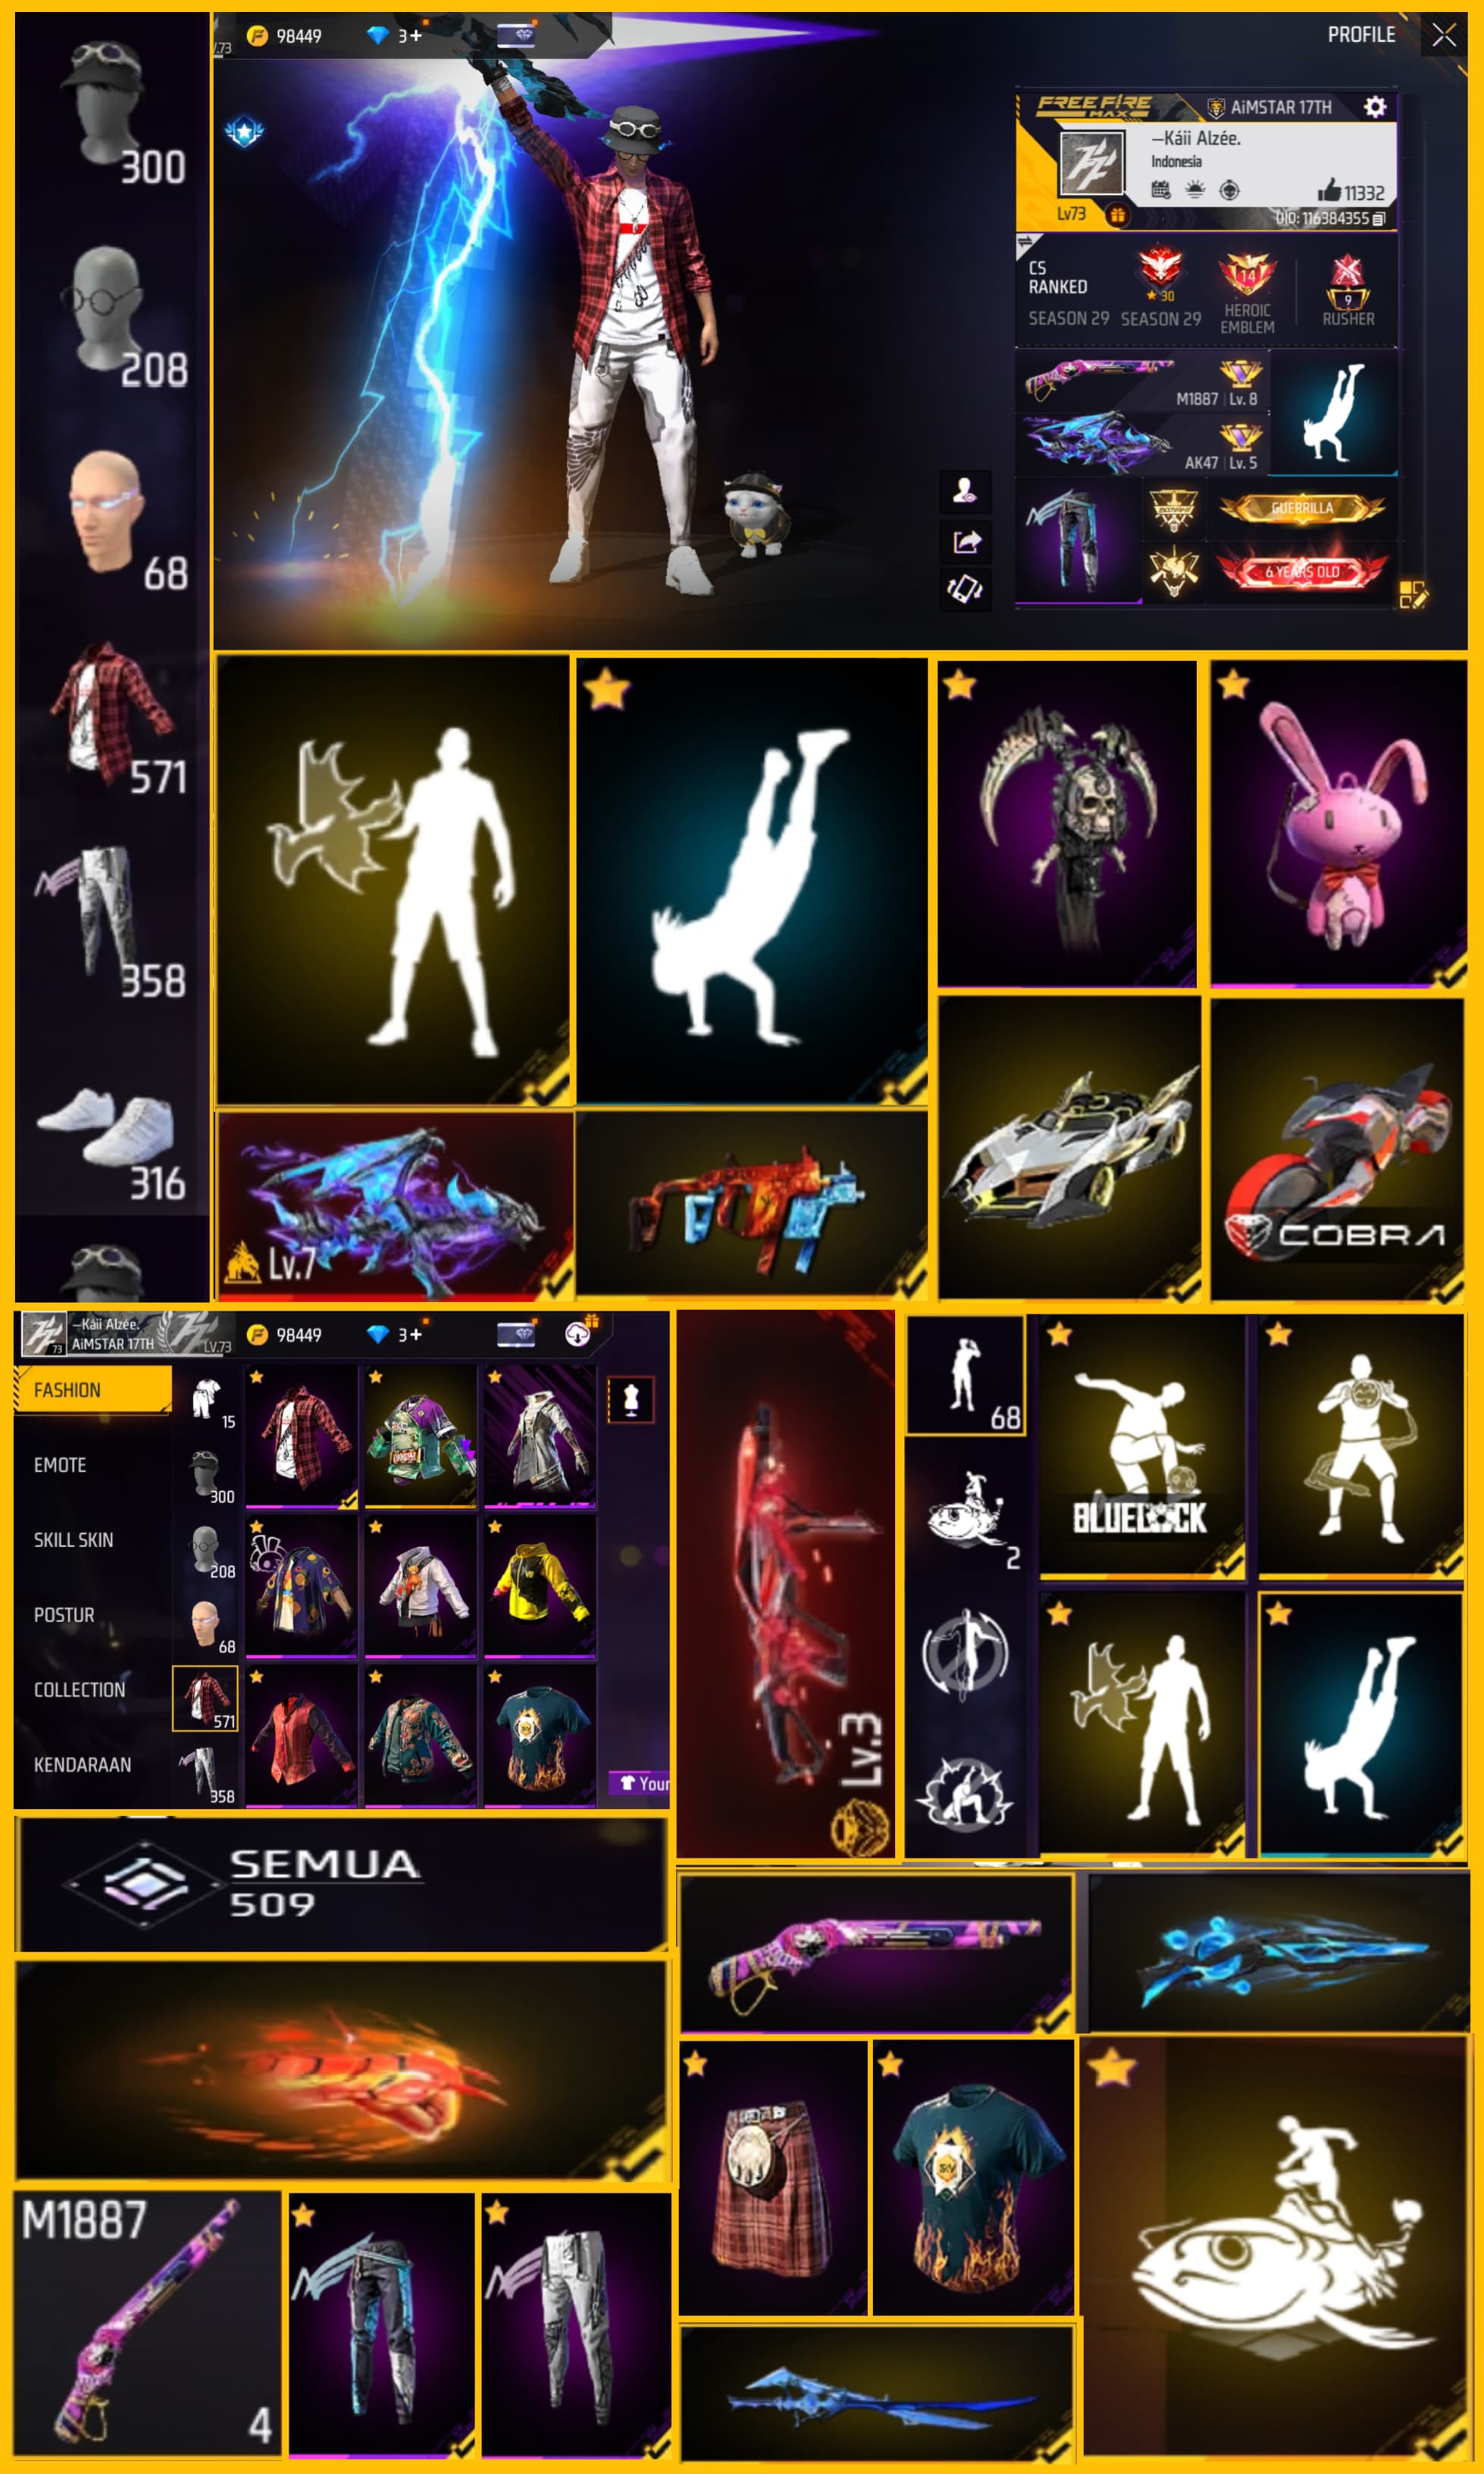 300
208
68
571
358
316
.73
98449
3+
PROFILE
FREE FIRE
MAX
AiMSTAR 17TH
—Káii Alzée.
Indonesia
11332
Lv73
UID: 116384355
CS
RANKED
SEASON 29
30
SEASON 29
14
HEROIC
EMBLEM
9
RUSHER
M1887 Lv. 8
AK47 Lv. 5
GUERRILLA
6 YEARS OLD
Lv.7
COBRA
—Káii Alzée.
AiMSTAR 17TH
73
LV.73
98449
3+
FASHION
EMOTE
SKILL SKIN
POSTUR
COLLECTION
KENDARAAN
15
300
208
68
571
358
Your
Lv.3
68
2
BLUELOCK
SEMUA
509
M1887
4